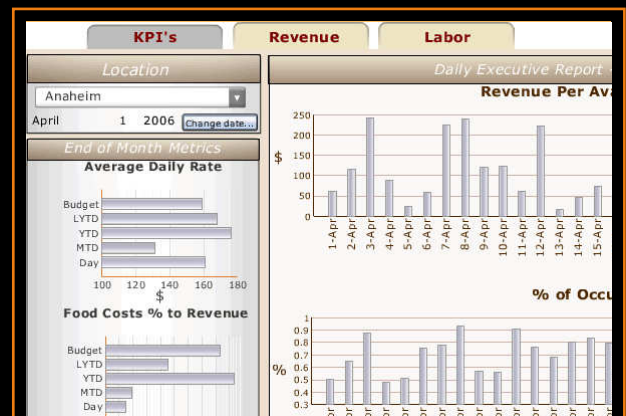 KPI's Revenue Labor
Location
Anaheim
April 1 2006 Change date...
End of Month Metrics
Average Daily Rate
Budget
LYTD
YTD
MTD
Day
100 120 140 160 180
$
Food Costs % to Revenue
Budget
LYTD
YTD
MTD
Day
Daily Executive Report -
Revenue Per Ava
250
200
150
100
50
0
$
1-Apr 2-Apr 3-Apr 4-Apr 5-Apr 6-Apr 7-Apr 8-Apr 9-Apr 10-Apr 11-Apr 12-Apr 13-Apr 14-Apr 15-Apr
% of Occu
1
0.9
0.8
0.7
0.6
0.5
0.4
0.3
%